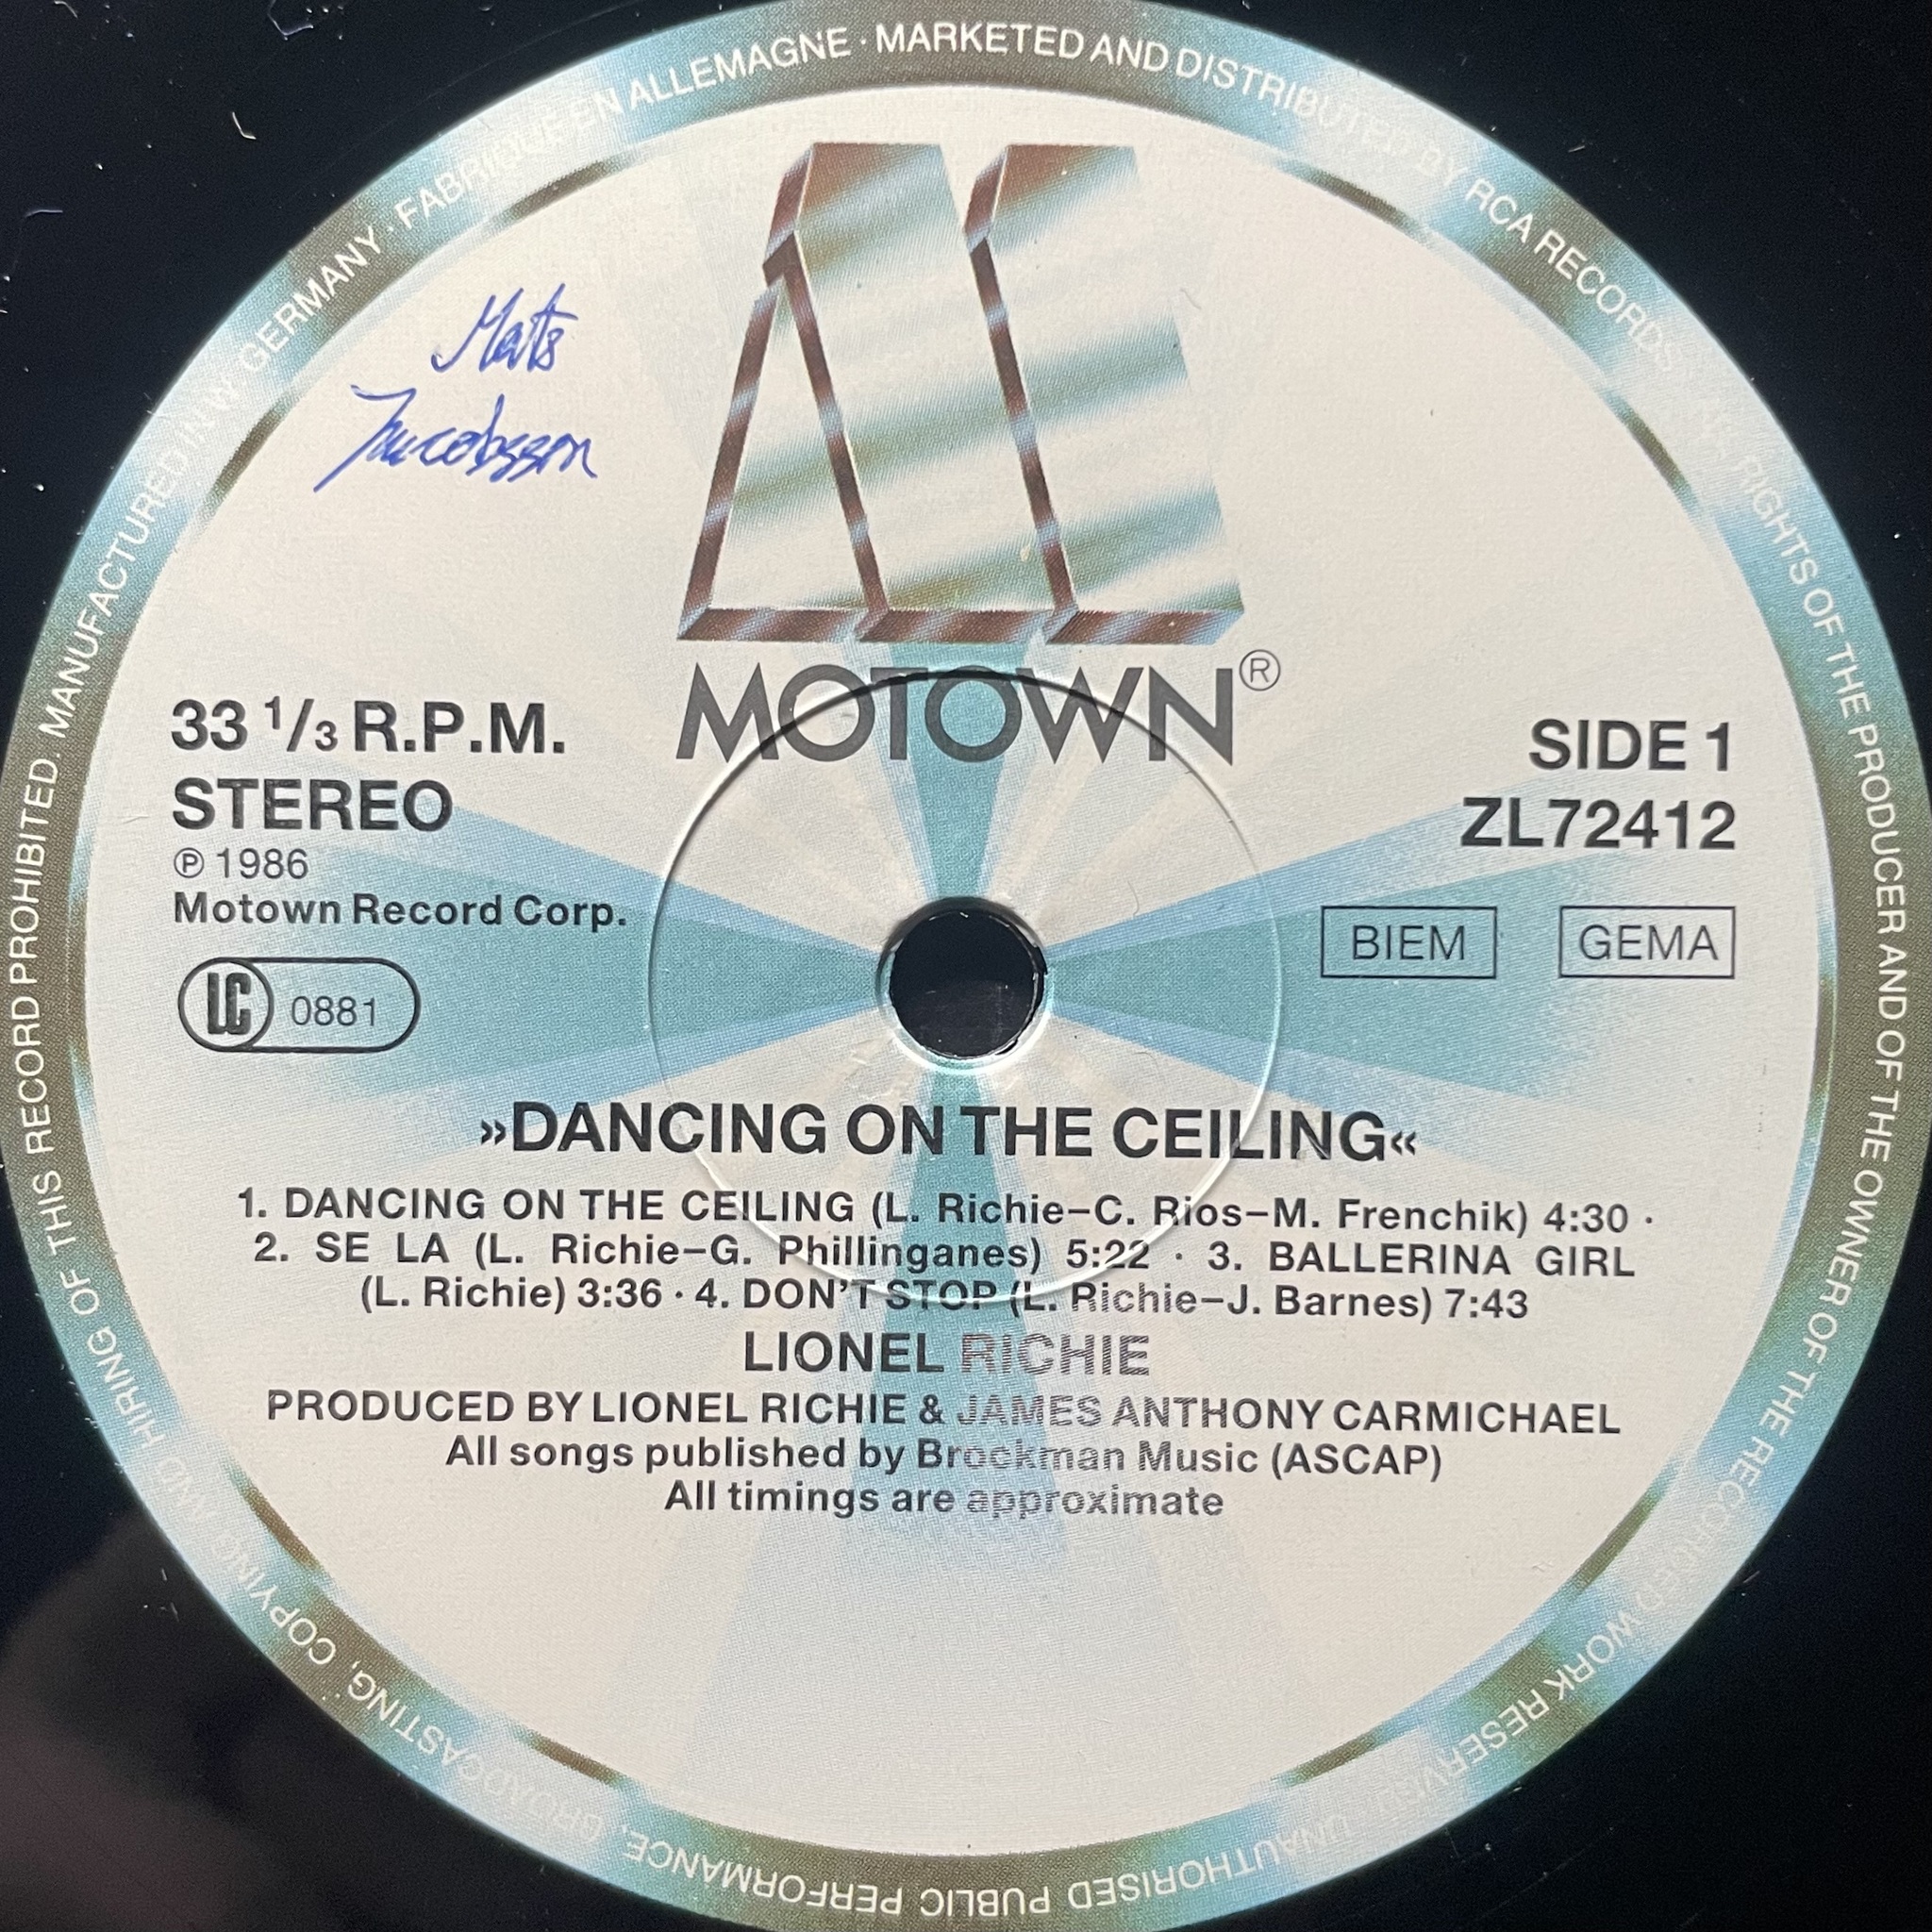 MANUFACTURED IN W. GERMANY · FABRIQUE EN ALLEMAGNE · MARKETED AND DISTRIBUTED BY RCA RECORDS · ALL RIGHTS OF THE PRODUCER AND OF THE OWNER OF THE RECORDED WORK RESERVED. UNAUTHORISED PUBLIC PERFORMANCE, BROADCASTING, COPYING AND HIRING OF THIS RECORD PROHIBITED.
Mats
Jacobsson
MOTOWN®
33 1/3 R.P.M.
STEREO
℗ 1986
Motown Record Corp.
LC 0881
SIDE 1
ZL72412
BIEM GEMA
»DANCING ON THE CEILING«
1. DANCING ON THE CEILING (L. Richie–C. Rios–M. Frenchik) 4:30 ·
2. SE LA (L. Richie–G. Phillinganes) 5:22 · 3. BALLERINA GIRL
(L. Richie) 3:36 · 4. DON'T STOP (L. Richie–J. Barnes) 7:43
LIONEL RICHIE
PRODUCED BY LIONEL RICHIE & JAMES ANTHONY CARMICHAEL
All songs published by Brockman Music (ASCAP)
All timings are approximate